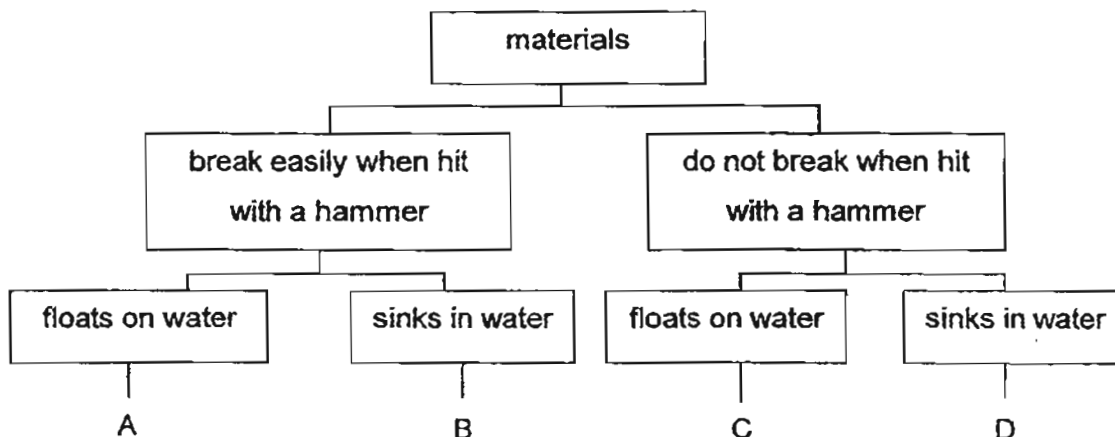 materials
break easily when hit
with a hammer
do not break when hit
with a hammer
floats on water
sinks in water
floats on water
sinks in water
A
B
C
D